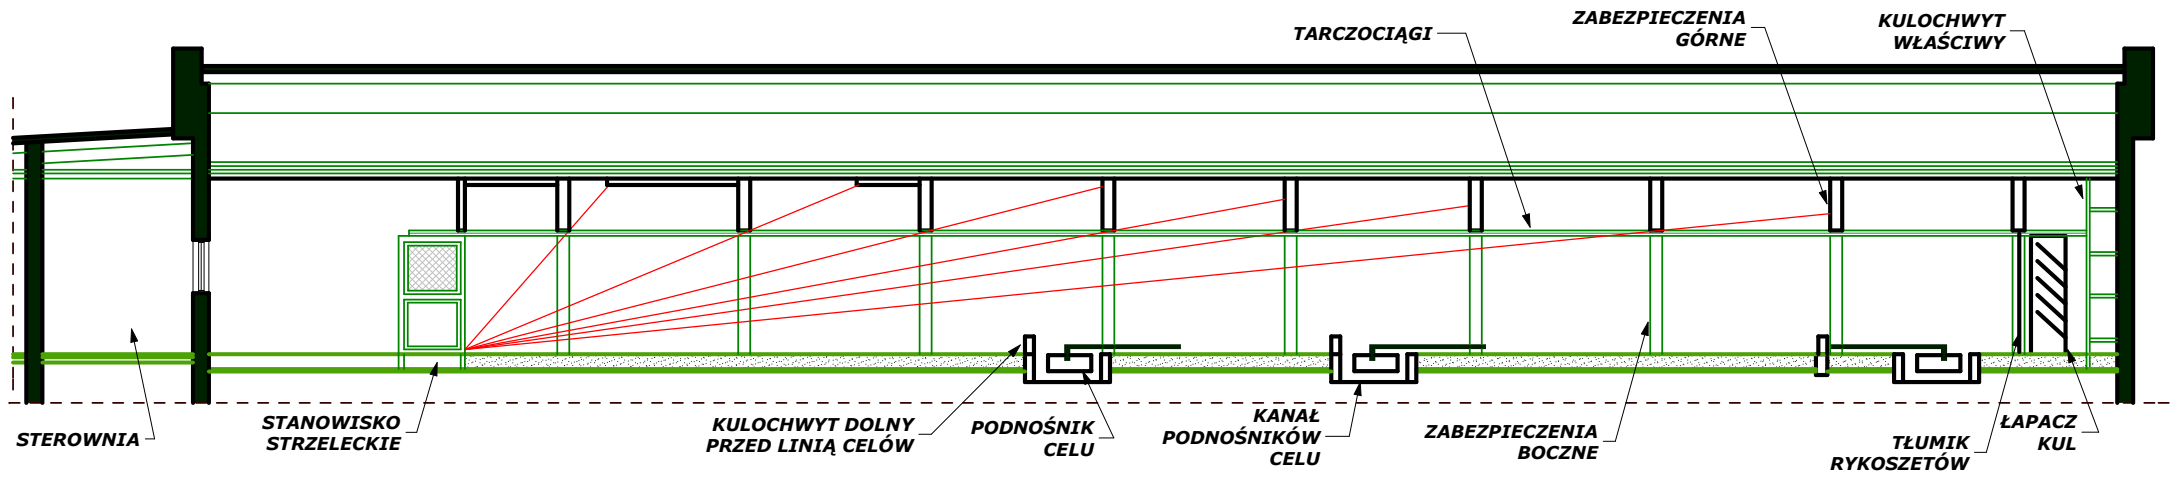 TARCZOCIĄGI
ZABEZPIECZENIA
GÓRNE
KULOCHWYT
WŁAŚCIWY
STEROWNIA
STANOWISKO
STRZELECKIE
KULOCHWYT DOLNY
PRZED LINIĄ CELÓW
PODNOŚNIK
CELU
KANAŁ
PODNOŚNIKÓW
CELU
ZABEZPIECZENIA
BOCZNE
TŁUMIK
RYKOSZETÓW
ŁAPACZ
KUL